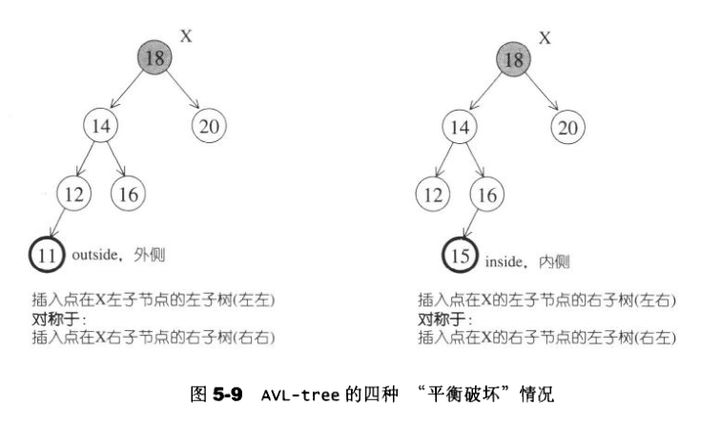 X
18
14
20
12
16
11
outside，外侧
插入点在X左子节点的左子树(左左)
对称于：
插入点在X右子节点的右子树(右右)
X
18
14
20
12
16
15
inside，内侧
插入点在X的左子节点的右子树(左右)
对称于：
插入点在X的右子节点的左子树(右左)
图 5-9 AVL-tree 的四种 “平衡破坏” 情况